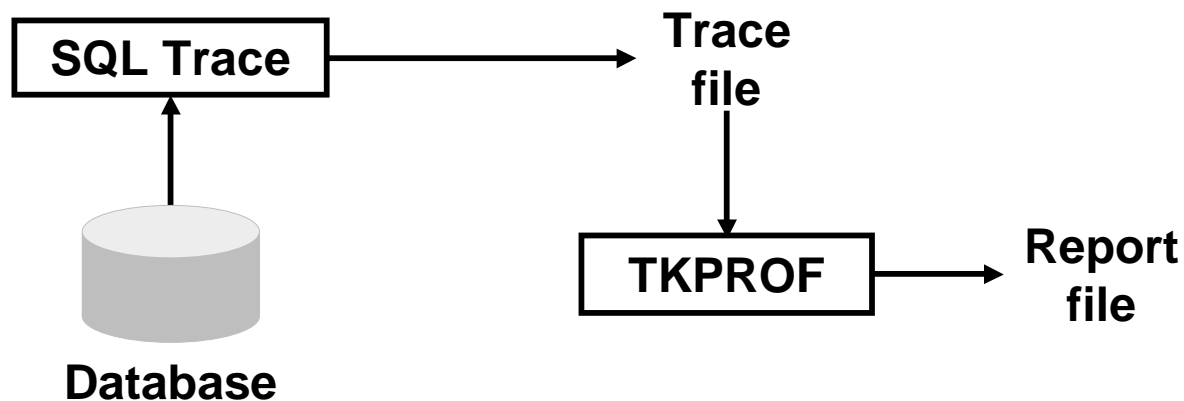 SQL Trace
Trace
file
Database
TKPROF
Report
file